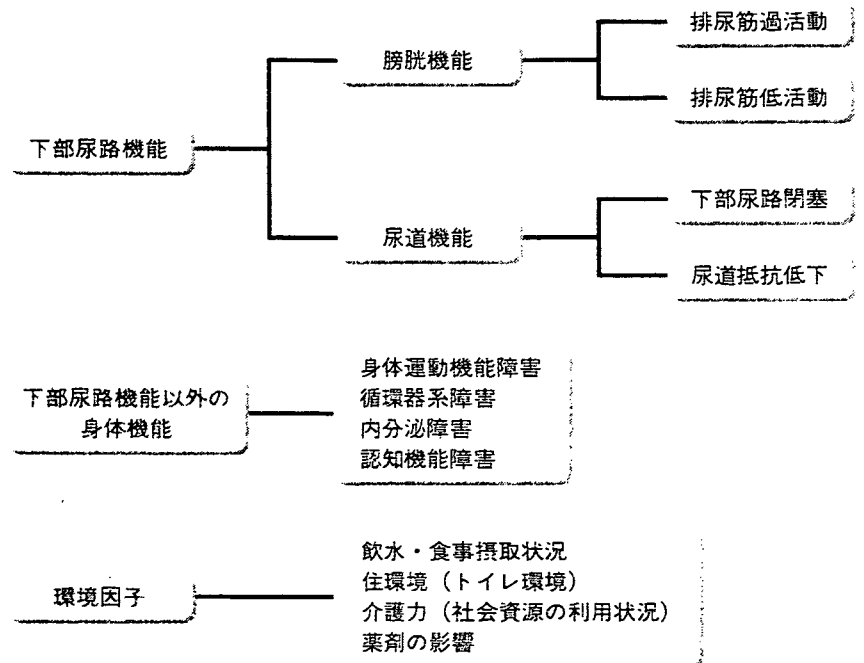 下部尿路機能
膀胱機能
排尿筋過活動
排尿筋低活動
尿道機能
下部尿路閉塞
尿道抵抗低下
下部尿路機能以外の
身体機能
身体運動機能障害
循環器系障害
内分泌障害
認知機能障害
環境因子
飲水・食事摂取状況
住環境（トイレ環境）
介護力（社会資源の利用状況）
薬剤の影響